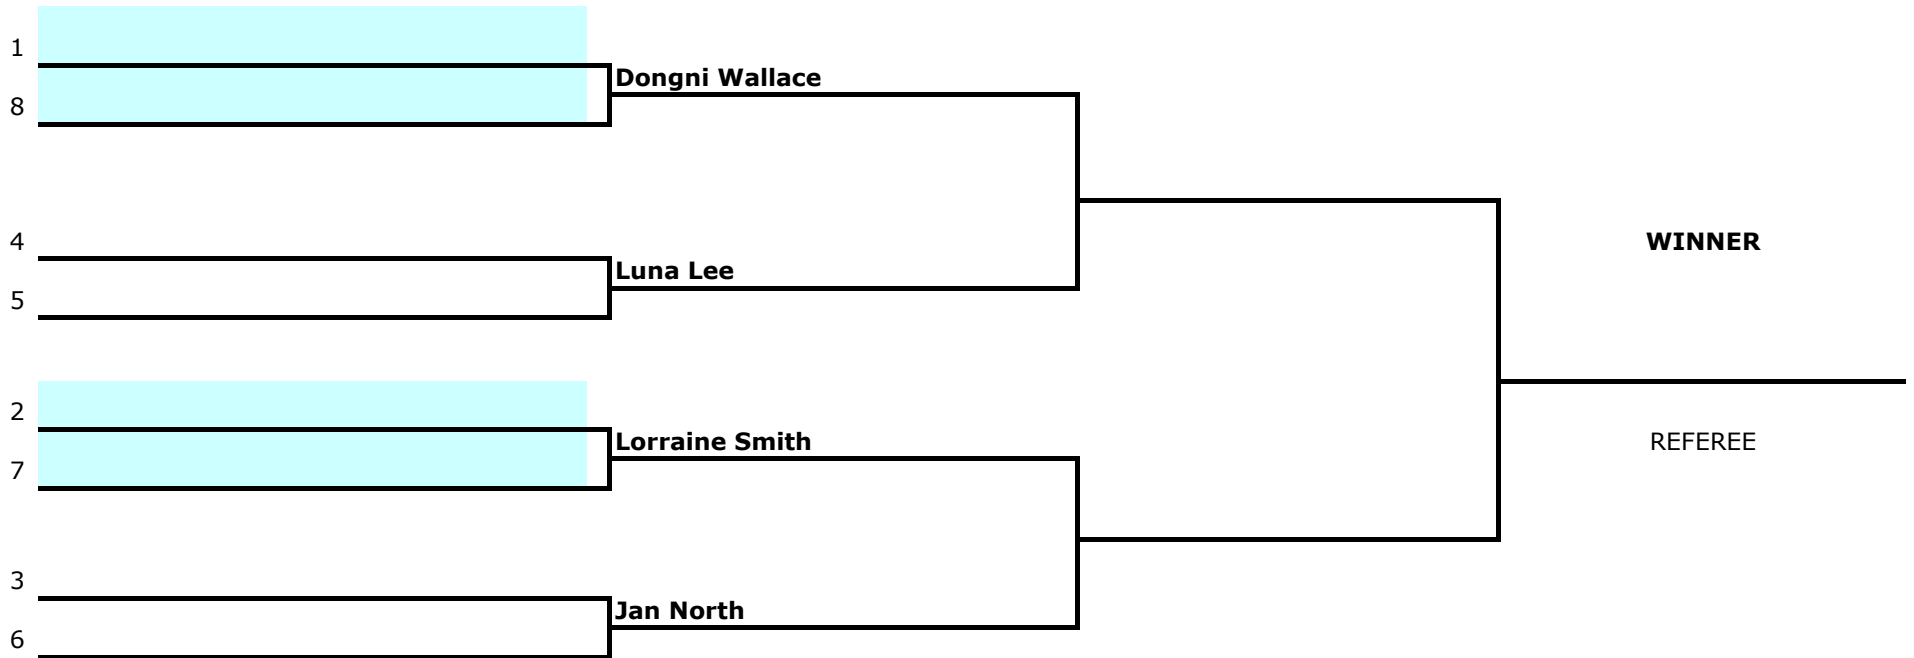 1
Dongni Wallace
8
4
WINNER
Luna Lee
5
2
Lorraine Smith
REFEREE
7
3
Jan North
6